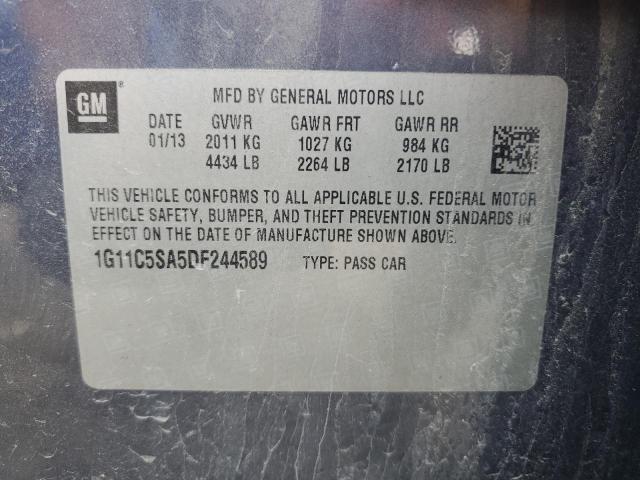 GM
®
MFD BY GENERAL MOTORS LLC
DATE GVWR GAWR FRT GAWR RR
01/13 2011 KG 1027 KG 984 KG
4434 LB 2264 LB 2170 LB
THIS VEHICLE CONFORMS TO ALL APPLICABLE U.S. FEDERAL MOTOR
VEHICLE SAFETY, BUMPER, AND THEFT PREVENTION STANDARDS IN
EFFECT ON THE DATE OF MANUFACTURE SHOWN ABOVE.
1G11C5SA5DF244589 TYPE: PASS CAR